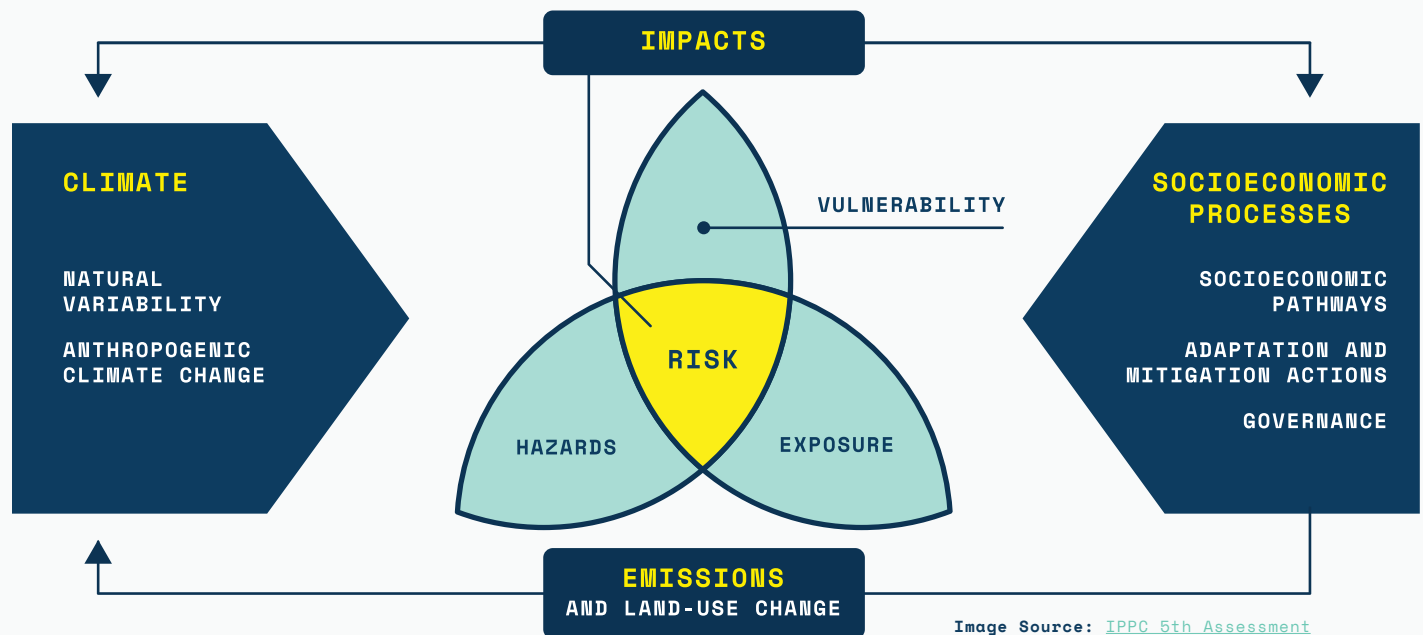 IMPACTS
CLIMATE
NATURAL
VARIABILITY
ANTHROPOGENIC
CLIMATE CHANGE
VULNERABILITY
RISK
HAZARDS
EXPOSURE
SOCIOECONOMIC
PROCESSES
SOCIOECONOMIC
PATHWAYS
ADAPTATION AND
MITIGATION ACTIONS
GOVERNANCE
EMISSIONS
AND LAND-USE CHANGE
Image Source: IPPC 5th Assessment